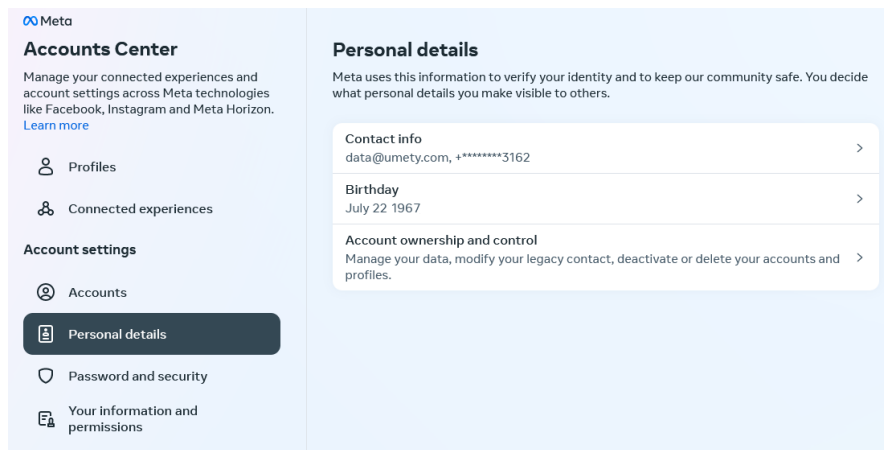 Meta
Accounts Center
Manage your connected experiences and
account settings across Meta technologies
like Facebook, Instagram and Meta Horizon.
Learn more
Profiles
Connected experiences
Account settings
Accounts
Personal details
Password and security
Your information and
permissions
Personal details
Meta uses this information to verify your identity and to keep our community safe. You decide
what personal details you make visible to others.
Contact info
data@umety.com, +********3162
Birthday
July 22 1967
Account ownership and control
Manage your data, modify your legacy contact, deactivate or delete your accounts and
profiles.